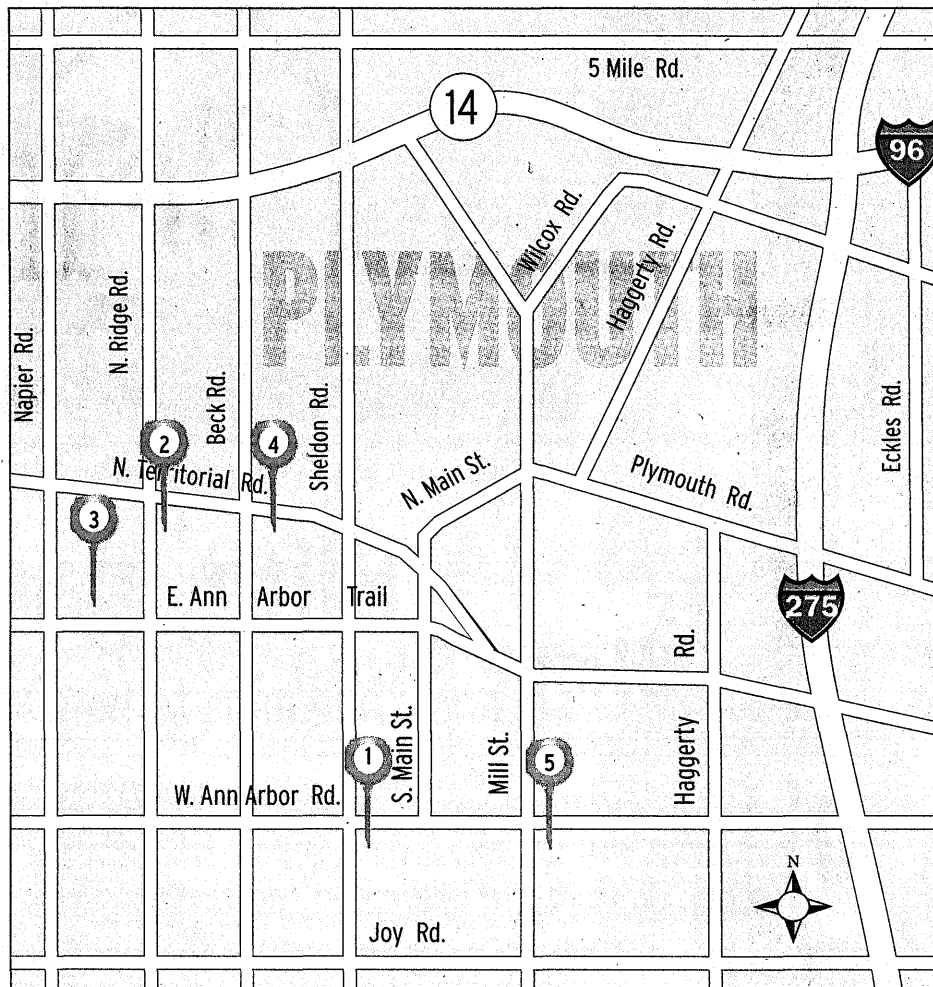 5 Mile Rd.
14
96
Wilcox Rd.
Haggerty Rd.
PLYMOUTH
N. Ridge Rd.
Napier Rd.
Beck Rd.
Sheldon Rd.
Eckles Rd.
2
4
N. Territorial Rd.
N. Main St.
Plymouth Rd.
3
E. Ann Arbor Trail
275
Rd.
Haggerty
S. Main St.
Mill St.
1
5
W. Ann Arbor Rd.
N
Joy Rd.